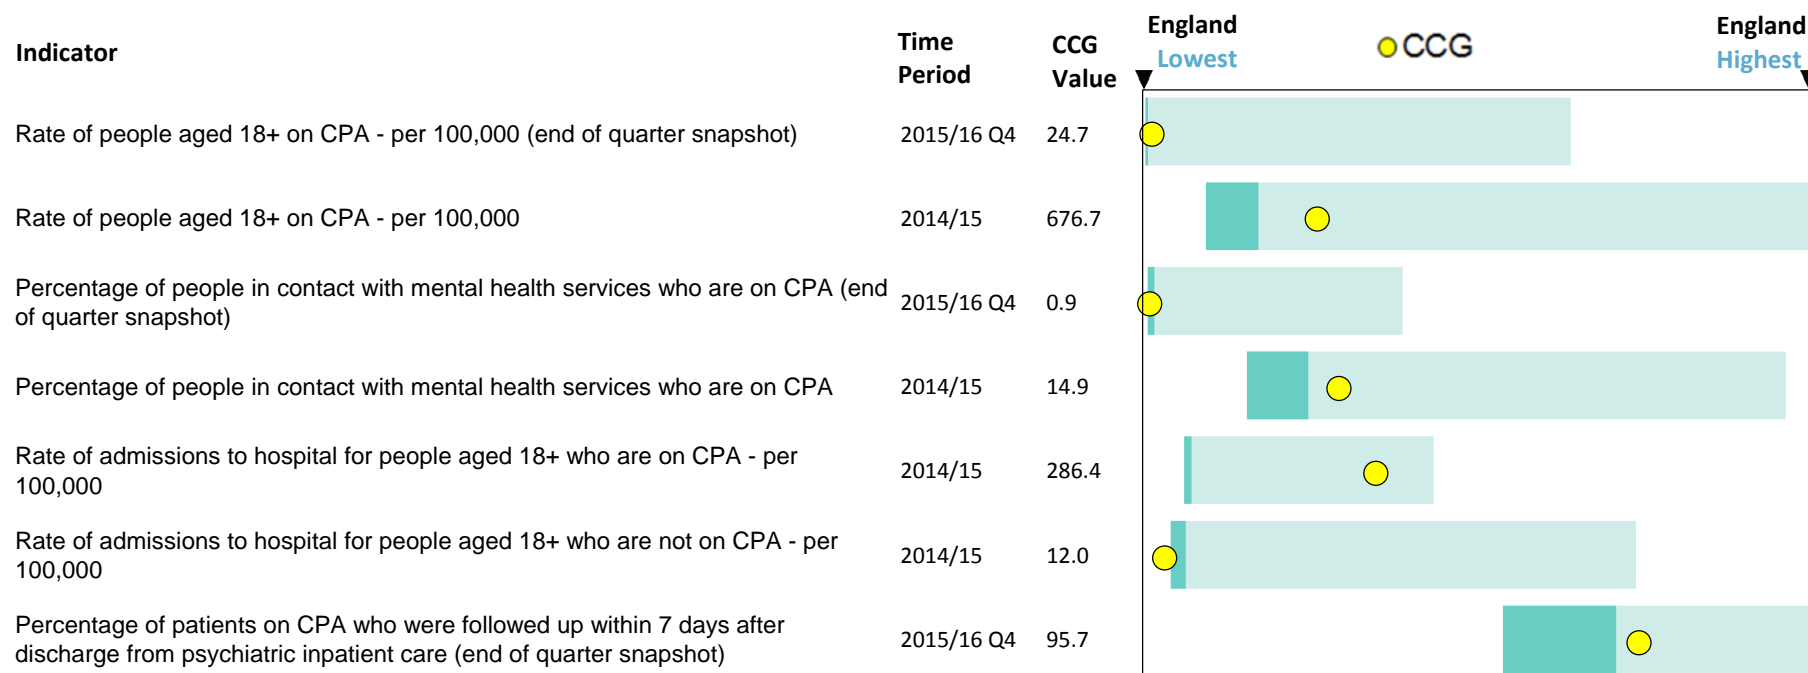 Indicator
Time
Period
CCG
Value
England
Lowest
CCG
England
Highest
Rate of people aged 18+ on CPA - per 100,000 (end of quarter snapshot) 2015/16 Q4 24.7
Rate of people aged 18+ on CPA - per 100,000 2014/15 676.7
Percentage of people in contact with mental health services who are on CPA (end
of quarter snapshot)
2015/16 Q4 0.9
Percentage of people in contact with mental health services who are on CPA 2014/15 14.9
Rate of admissions to hospital for people aged 18+ who are on CPA - per
100,000
2014/15 286.4
Rate of admissions to hospital for people aged 18+ who are not on CPA - per
100,000
2014/15 12.0
Percentage of patients on CPA who were followed up within 7 days after
discharge from psychiatric inpatient care (end of quarter snapshot)
2015/16 Q4 95.7